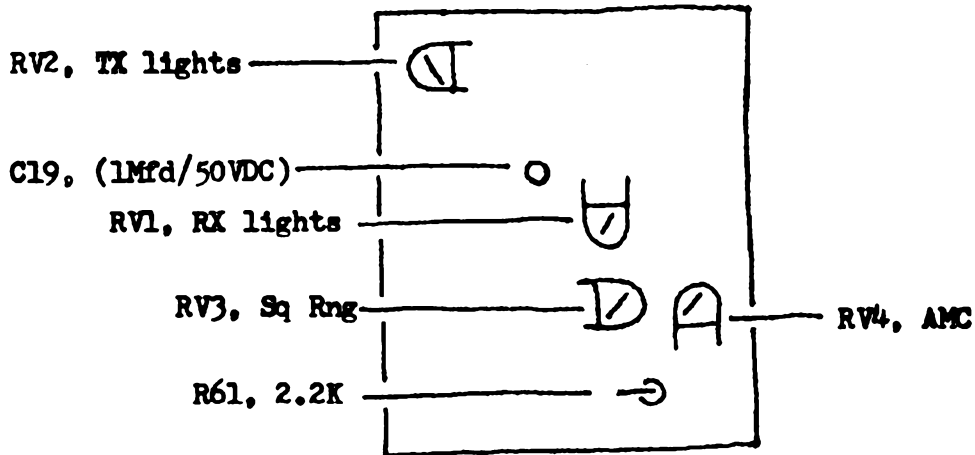 RV2, TX lights
C19, (1Mfd/50VDC)
RV1, RX lights
RV3, Sq Rng
RV4, AMC
R61, 2.2K